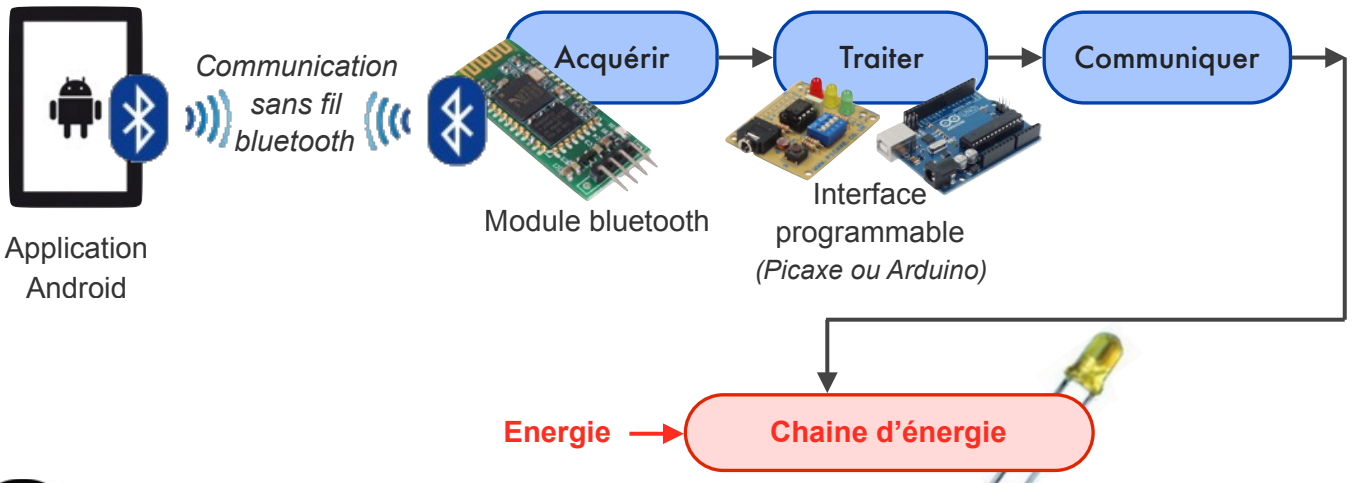 Communication
sans fil
bluetooth
Acquérir
Traiter
Communiquer
Application
Android
Module bluetooth
Interface
programmable
(Picaxe ou Arduino)
Energie
Chaine d’énergie